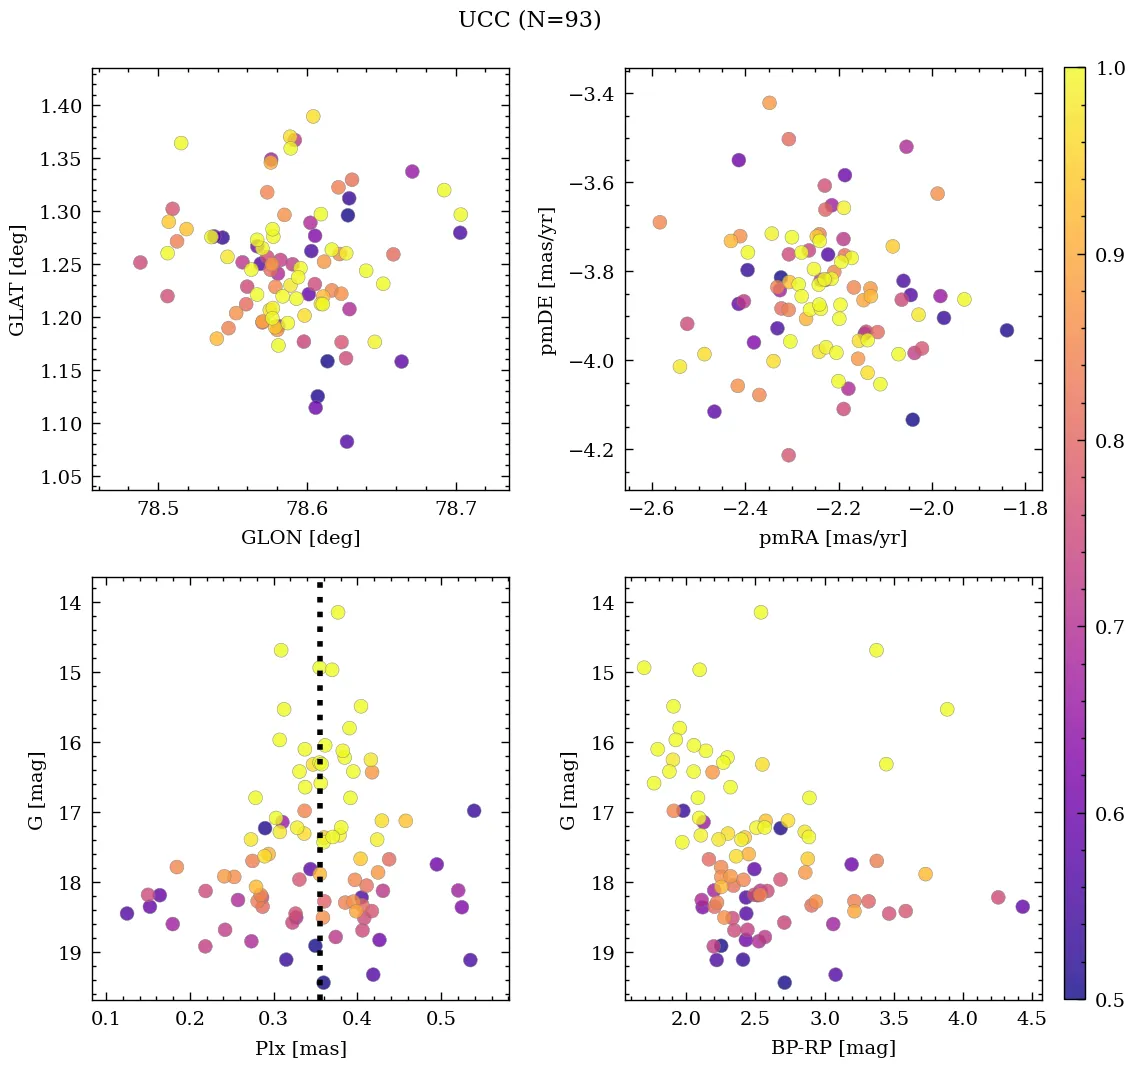 UCC (N=93)
1.40
1.35
1.30
1.25
1.20
1.15
1.10
1.05
GLAT [deg]
78.5 78.6 78.7
GLON [deg]
−3.4
−3.6
−3.8
−4.0
−4.2
pmDE [mas/yr]
−2.6 −2.4 −2.2 −2.0 −1.8
pmRA [mas/yr]
14
15
16
17
18
19
G [mag]
0.1 0.2 0.3 0.4 0.5
Plx [mas]
14
15
16
17
18
19
G [mag]
2.0 2.5 3.0 3.5 4.0 4.5
BP-RP [mag]
1.0
0.9
0.8
0.7
0.6
0.5